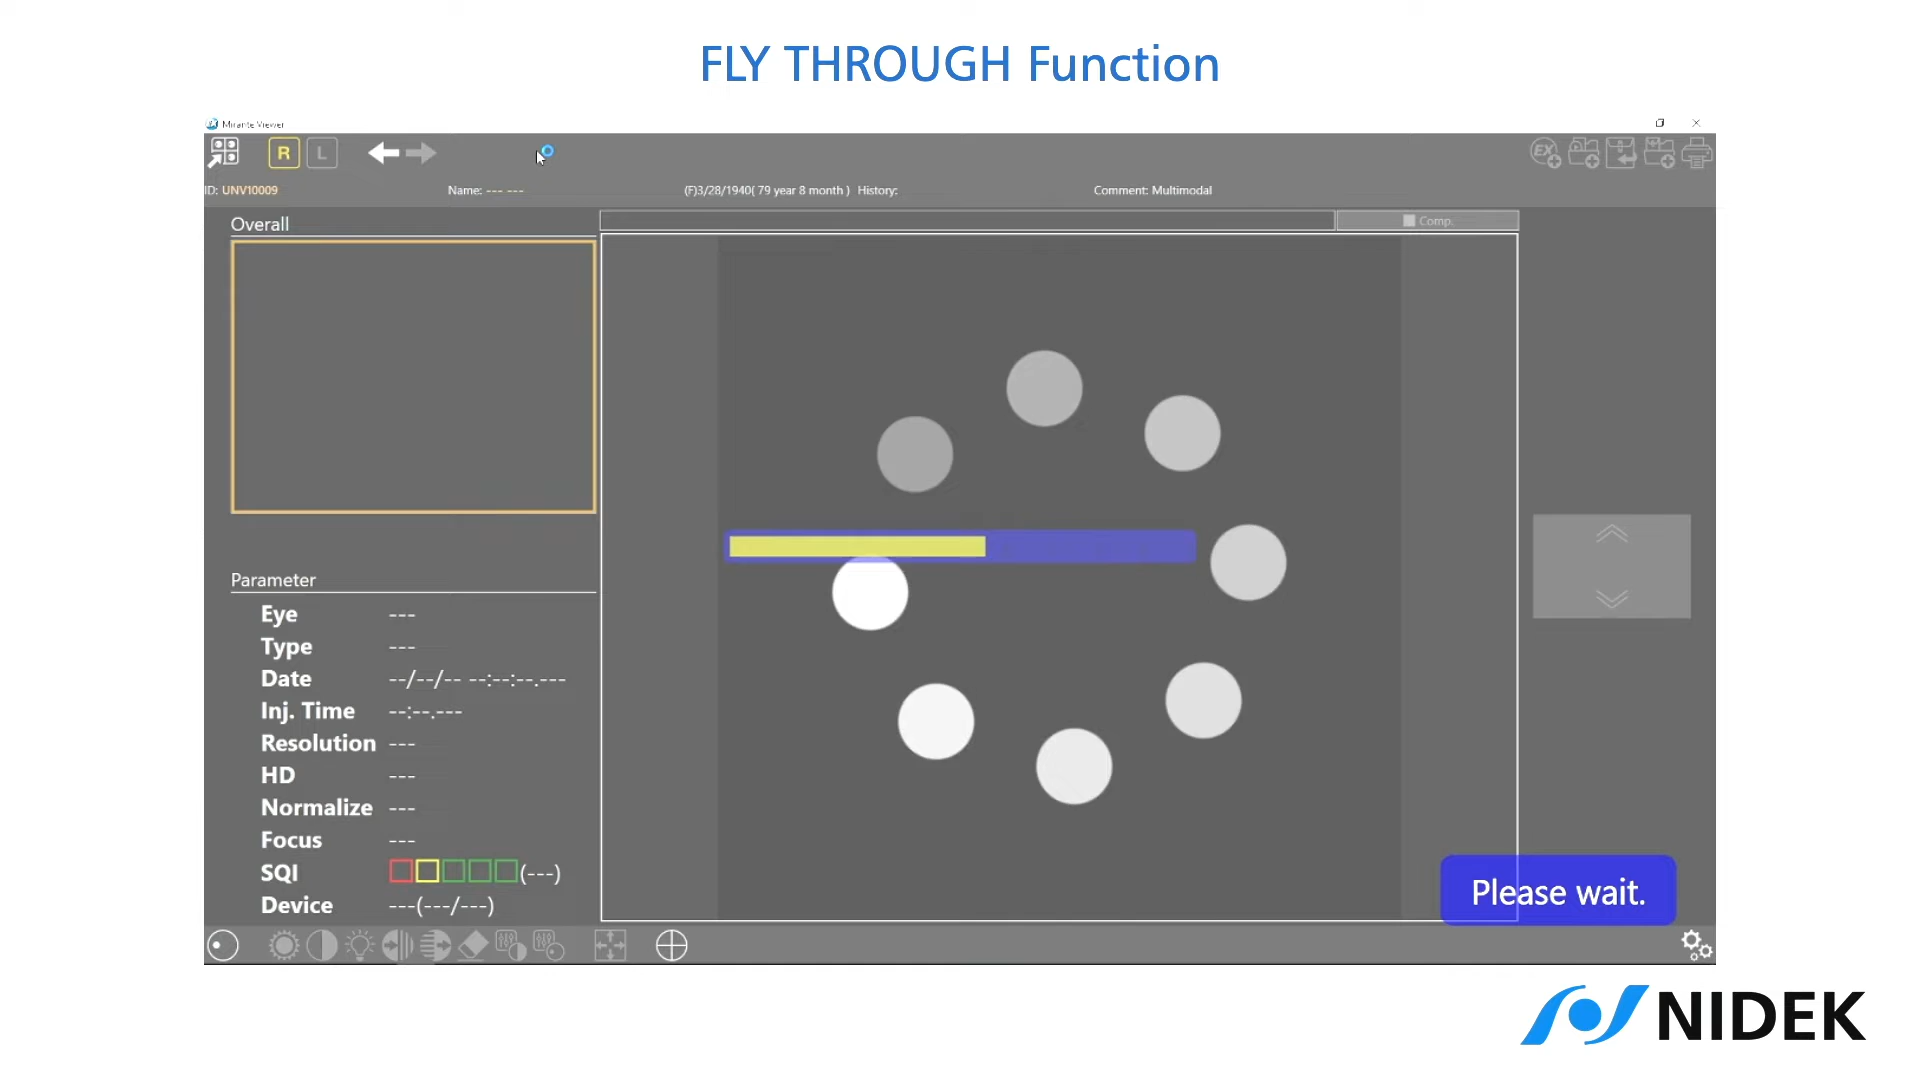 FLY THROUGH Function
Mirante Viewer
R L
EX
ID: UNV10009 Name: --- --- (F)3/28/1940( 79 year 8 month ) History: Comment: Multimodal
Overall
Comp.
Parameter
Eye ---
Type ---
Date --/--/-- --:--:--.---
Inj. Time --:--.---
Resolution ---
HD ---
Normalize ---
Focus ---
SQI (---)
Device ---(---/---)
Please wait.
NIDEK